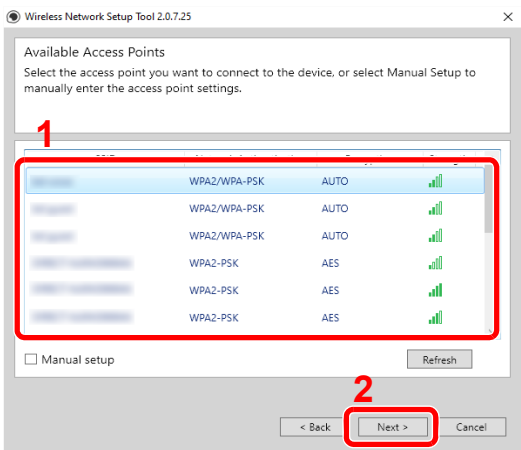 Wireless Network Setup Tool 2.0.7.25
Available Access Points
Select the access point you want to connect to the device, or select Manual Setup to
manually enter the access point settings.
1
WPA2/WPA-PSK AUTO
WPA2/WPA-PSK AUTO
WPA2/WPA-PSK AUTO
WPA2-PSK AES
WPA2-PSK AES
WPA2-PSK AES
Manual setup Refresh
2
< Back Next > Cancel